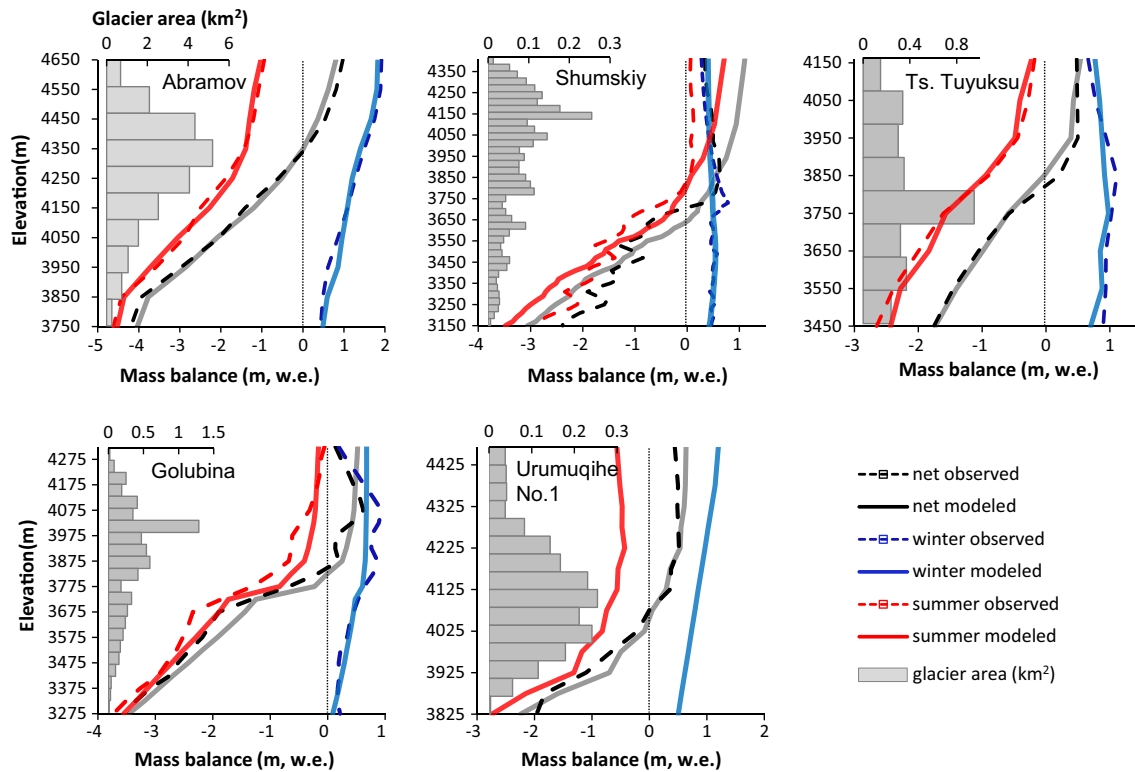 Glacier area (km²)
0 2 4 6
Abramov
Elevation(m)
4650
4550
4450
4350
4250
4150
4050
3950
3850
3750
-5 -4 -3 -2 -1 0 1 2
Mass balance (m, w.e.)
0 0.1 0.2 0.3
Shumskiy
4350
4250
4150
4050
3950
3850
3750
3650
3550
3450
3350
3250
3150
-4 -3 -2 -1 0 1
Mass balance (m, w.e.)
0 0.3 0.6 0.9
Ts. Tuyuksu
4150
4050
3950
3850
3750
3650
3550
3450
-3 -2 -1 0 1
Mass balance (m, w.e.)
0 0.5 1 1.5
Golubina
Elevation(m)
4275
4175
4075
3975
3875
3775
3675
3575
3475
3375
3275
-4 -3 -2 -1 0 1
Mass balance (m, w.e.)
0 0.1 0.2 0.3
Urumuqihe
No.1
4425
4325
4225
4125
4025
3925
3825
-3 -2 -1 0 1 2
Mass balance (m, w.e.)
net observed
net modeled
winter observed
winter modeled
summer observed
summer modeled
glacier area (km²)